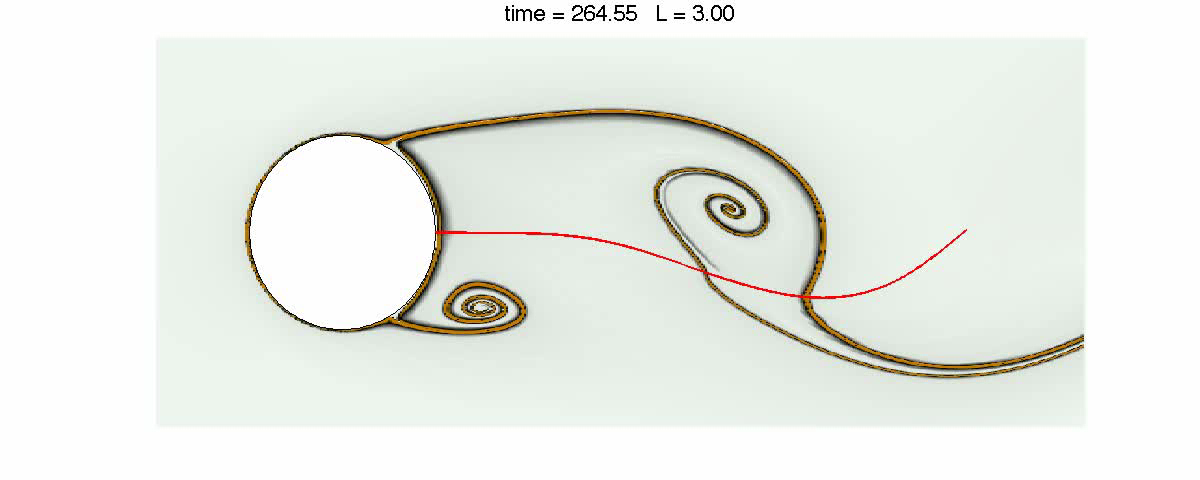 time = 264.55 L = 3.00